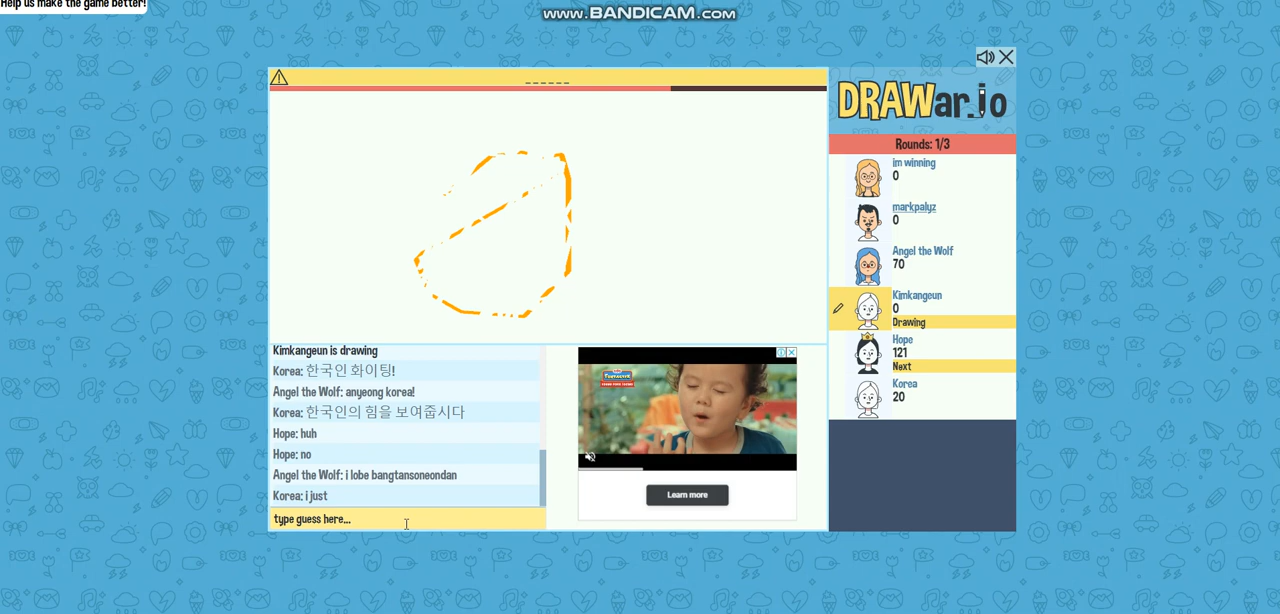 Help us make the game better!
WWW.BANDICAM.COM
______
DRAWar.io
Rounds: 1/3
im winning
0
markpalyz
0
Angel the Wolf
70
Kimkangeun
0
Drawing
Hope
121
Next
Korea
20
Kimkangeun is drawing
Korea: 한국인 화이팅!
Angel the Wolf: anyeong korea!
Korea: 한국인의 힘을 보여줍시다
Hope: huh
Hope: no
Angel the Wolf: i lobe bangtansoneondan
Korea: i just
type guess here...
Learn more